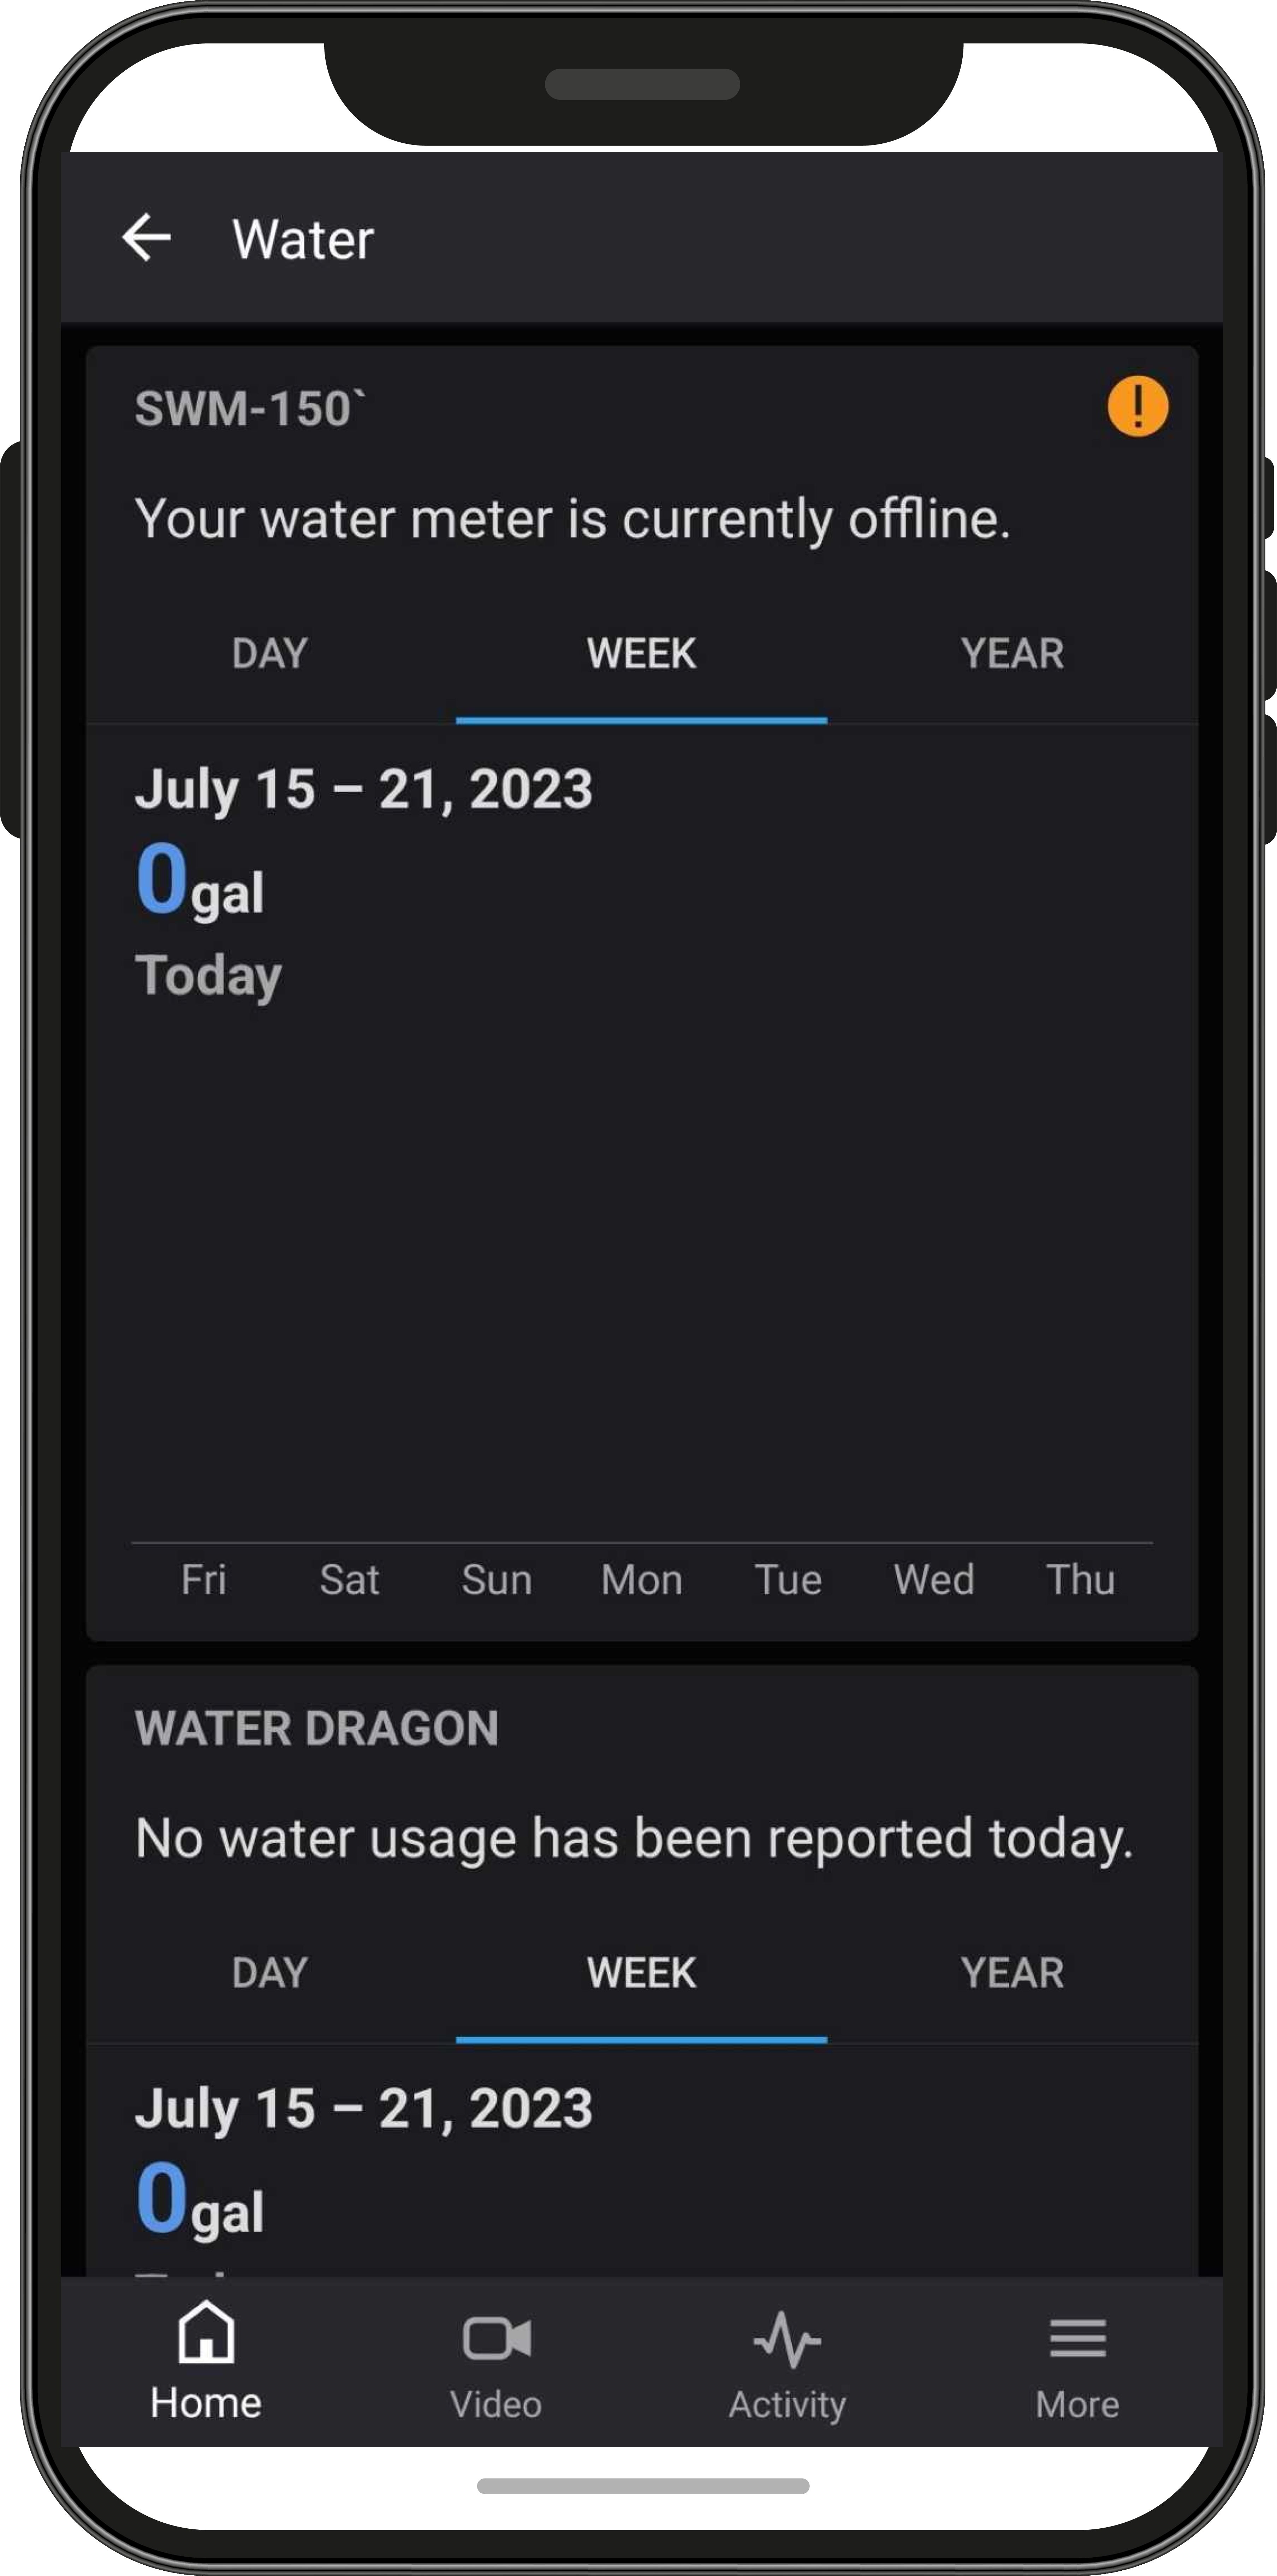 Water
SWM-150`
Your water meter is currently offline.
DAY WEEK YEAR
July 15 – 21, 2023
0gal
Today
Fri Sat Sun Mon Tue Wed Thu
WATER DRAGON
No water usage has been reported today.
DAY WEEK YEAR
July 15 – 21, 2023
0gal
Home Video Activity More